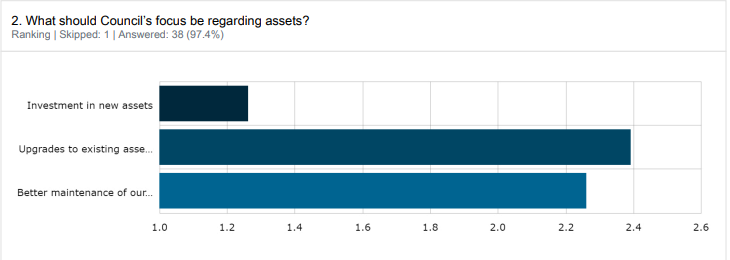 2. What should Council's focus be regarding assets?
Ranking | Skipped: 1 | Answered: 38 (97.4%)
Investment in new assets
Upgrades to existing asse...
Better maintenance of our...
1.0 1.2 1.4 1.6 1.8 2.0 2.2 2.4 2.6